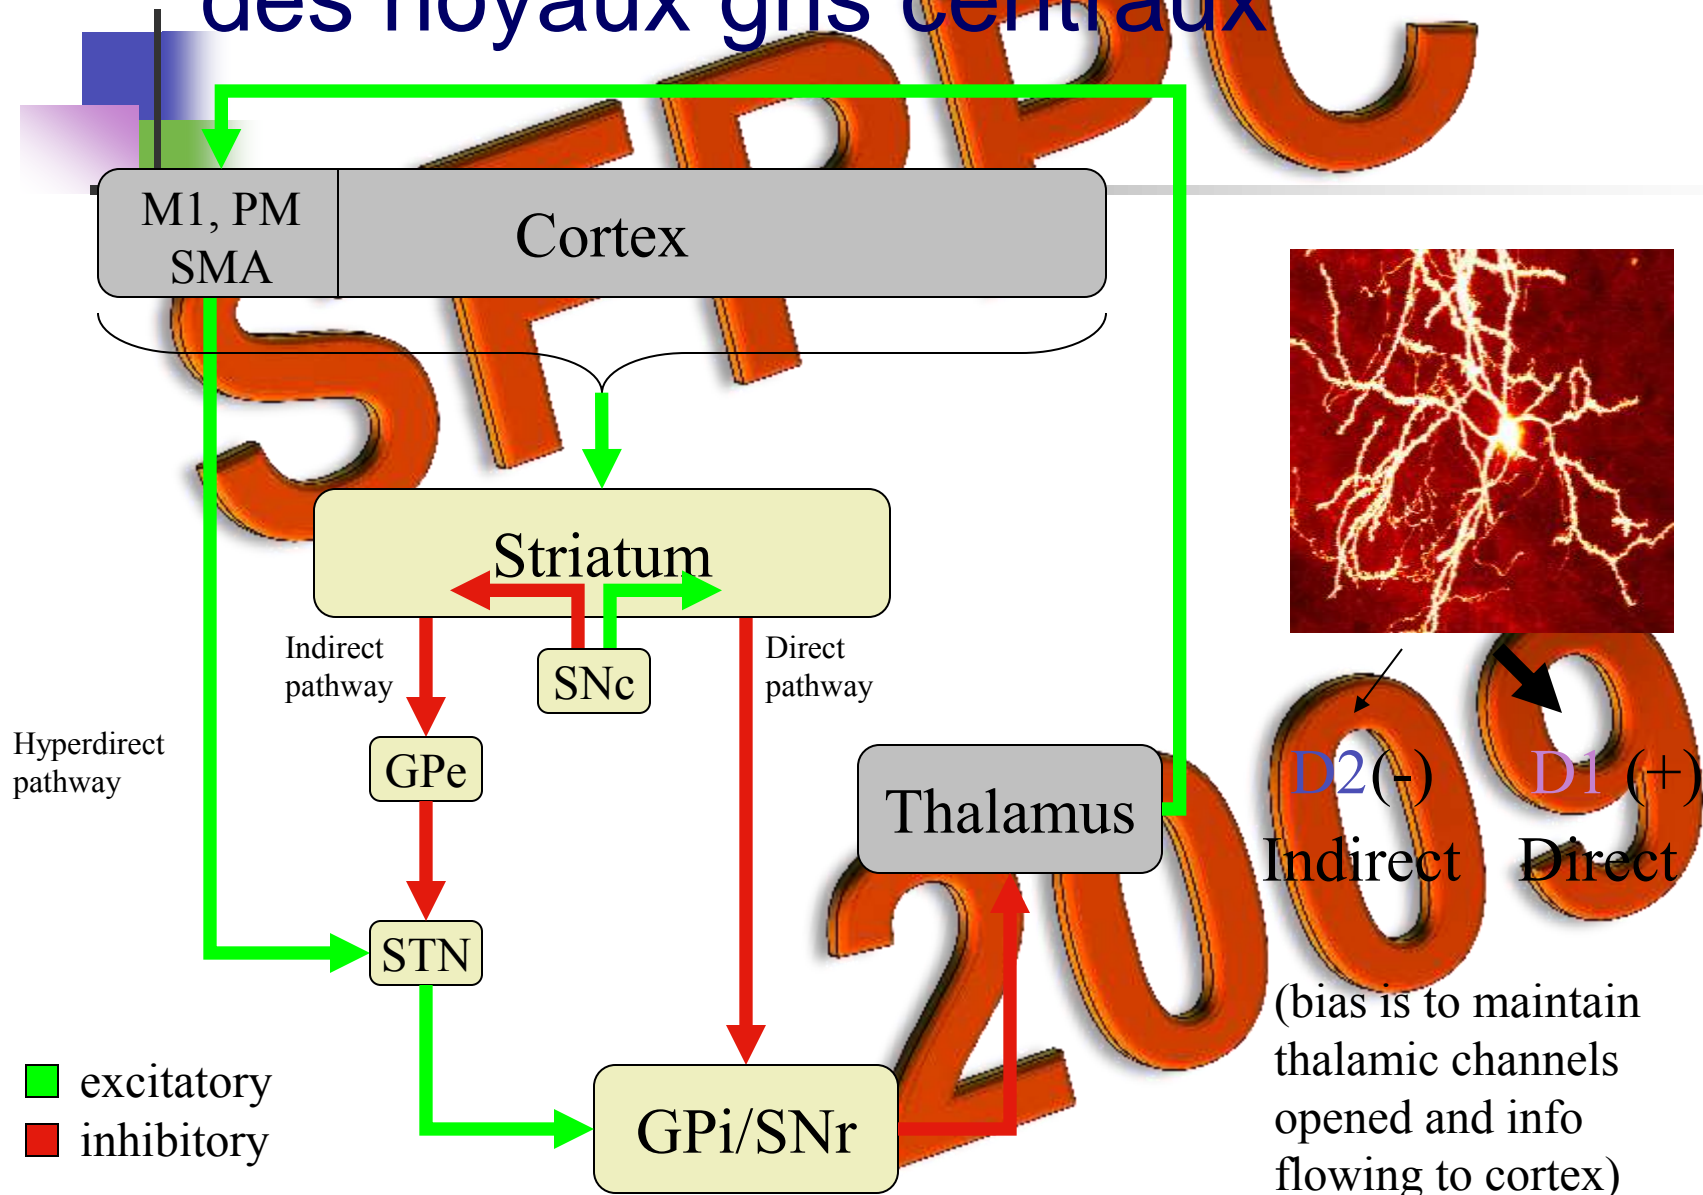 des noyaux gris centraux
SFPPC
M1, PM
SMA
Cortex
Striatum
Indirect
pathway
SNc
Direct
pathway
Hyperdirect
pathway
GPe
Thalamus
D2(-)
D1 (+)
Indirect
Direct
STN
2009
(bias is to maintain
thalamic channels
opened and info
flowing to cortex)
excitatory
inhibitory
GPi/SNr